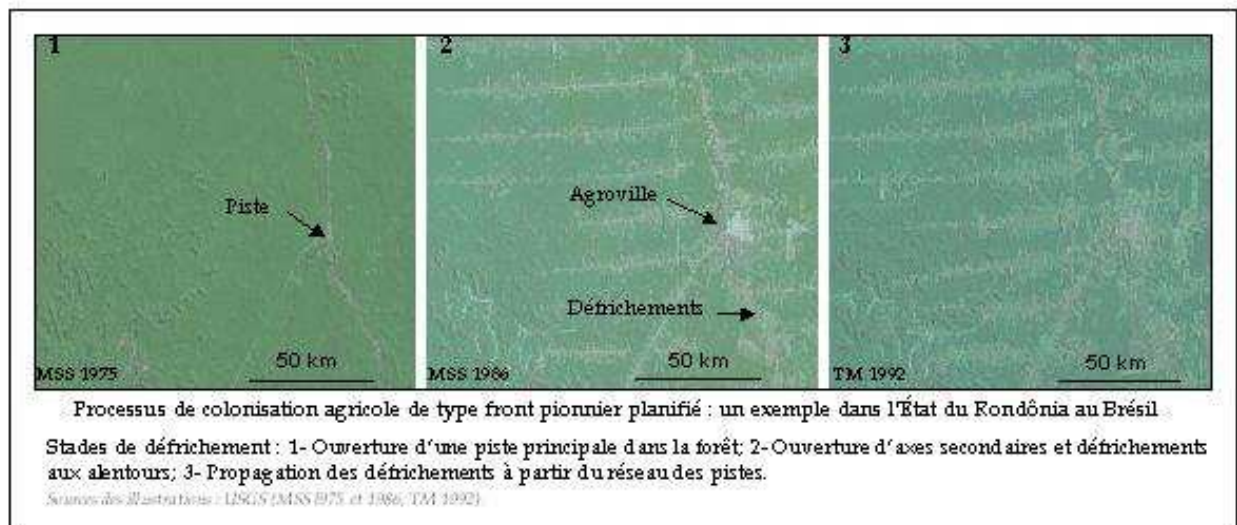 1 2 3
Piste
Agroville
Défrichements
50 km 50 km 50 km
MSS 1975 MSS 1986 TM 1992
Processus de colonisation agricole de type front pionnier planifié : un exemple dans l'État du Rondônia au Brésil
Stades de défrichement : 1- Ouverture d'une piste principale dans la forêt; 2-Ouverture d'axes secondaires et défrichements
aux alentours; 3- Propagation des défrichements à partir du réseau des pistes.
Sources des illustrations : USGS (MSS 1975 et 1986, TM 1992)